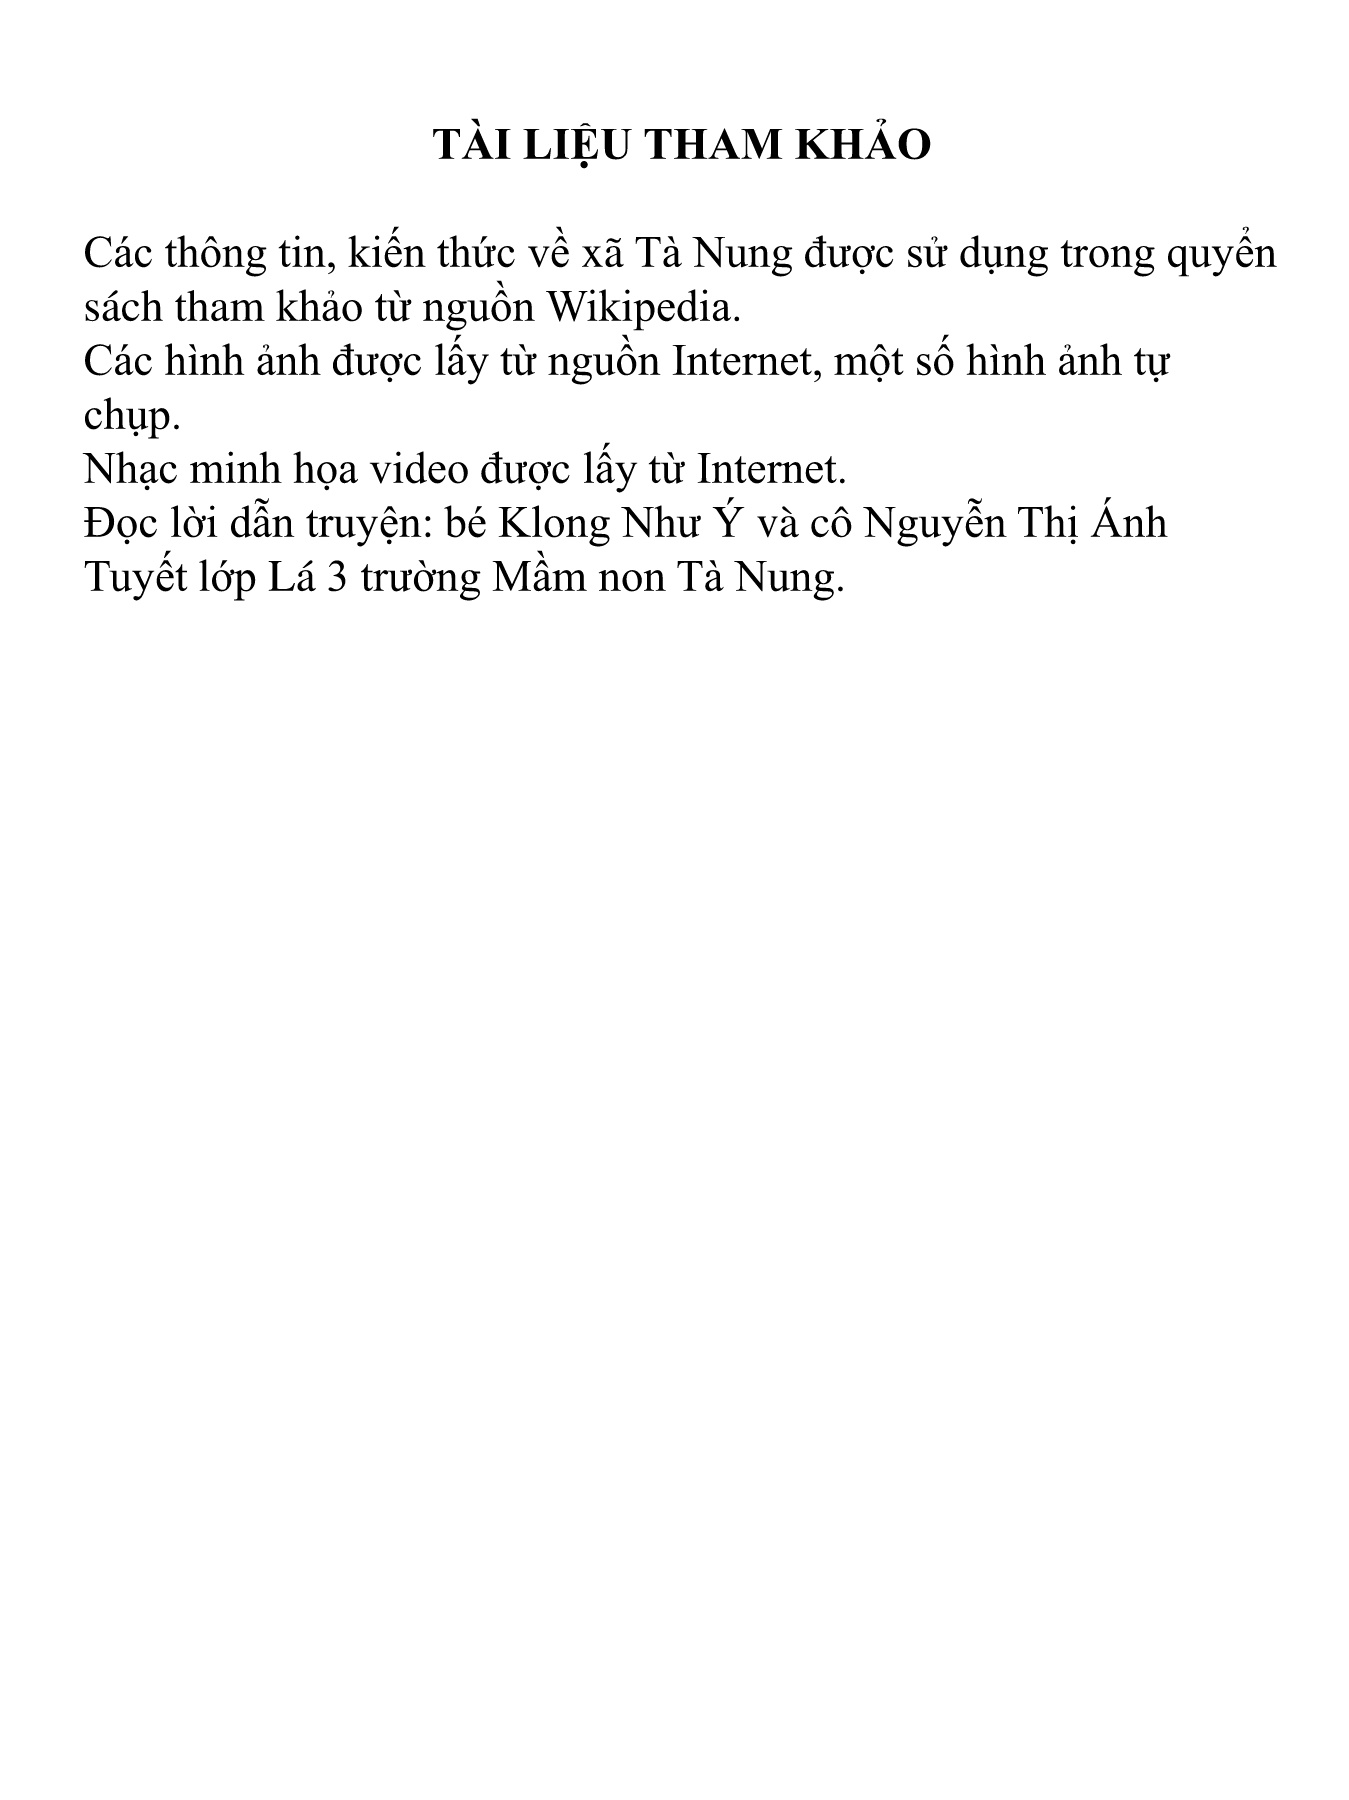 TÀI LIỆU THAM KHẢO
Các thông tin, kiến thức về xã Tà Nung được sử dụng trong quyển
sách tham khảo từ nguồn Wikipedia.
Các hình ảnh được lấy từ nguồn Internet, một số hình ảnh tự
chụp.
Nhạc minh họa video được lấy từ Internet.
Đọc lời dẫn truyện: bé Klong Như Ý và cô Nguyễn Thị Ánh
Tuyết lớp Lá 3 trường Mầm non Tà Nung.